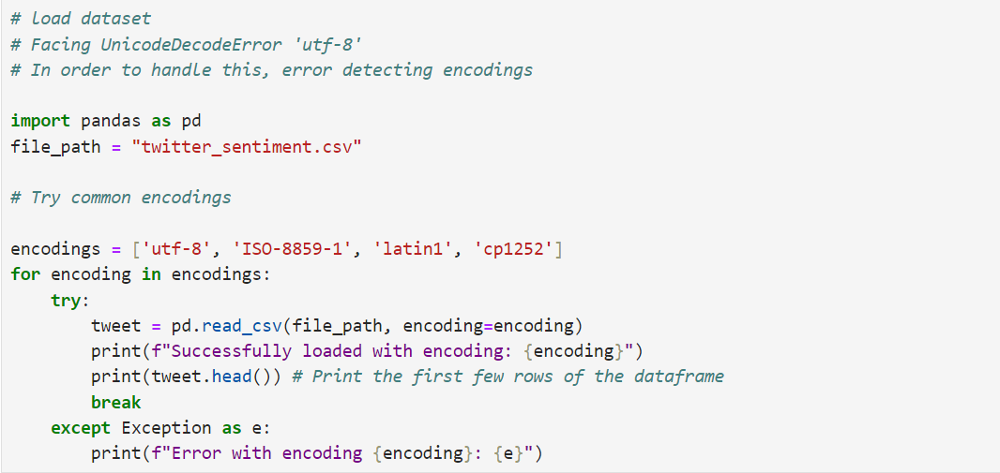 # load dataset
# Facing UnicodeDecodeError 'utf-8'
# In order to handle this, error detecting encodings
import pandas as pd
file_path = "twitter_sentiment.csv"
# Try common encodings
encodings = ['utf-8', 'ISO-8859-1', 'latin1', 'cp1252']
for encoding in encodings:
    try:
        tweet = pd.read_csv(file_path, encoding=encoding)
        print(f"Successfully loaded with encoding: {encoding}")
        print(tweet.head()) # Print the first few rows of the dataframe
        break
    except Exception as e:
        print(f"Error with encoding {encoding}: {e}")